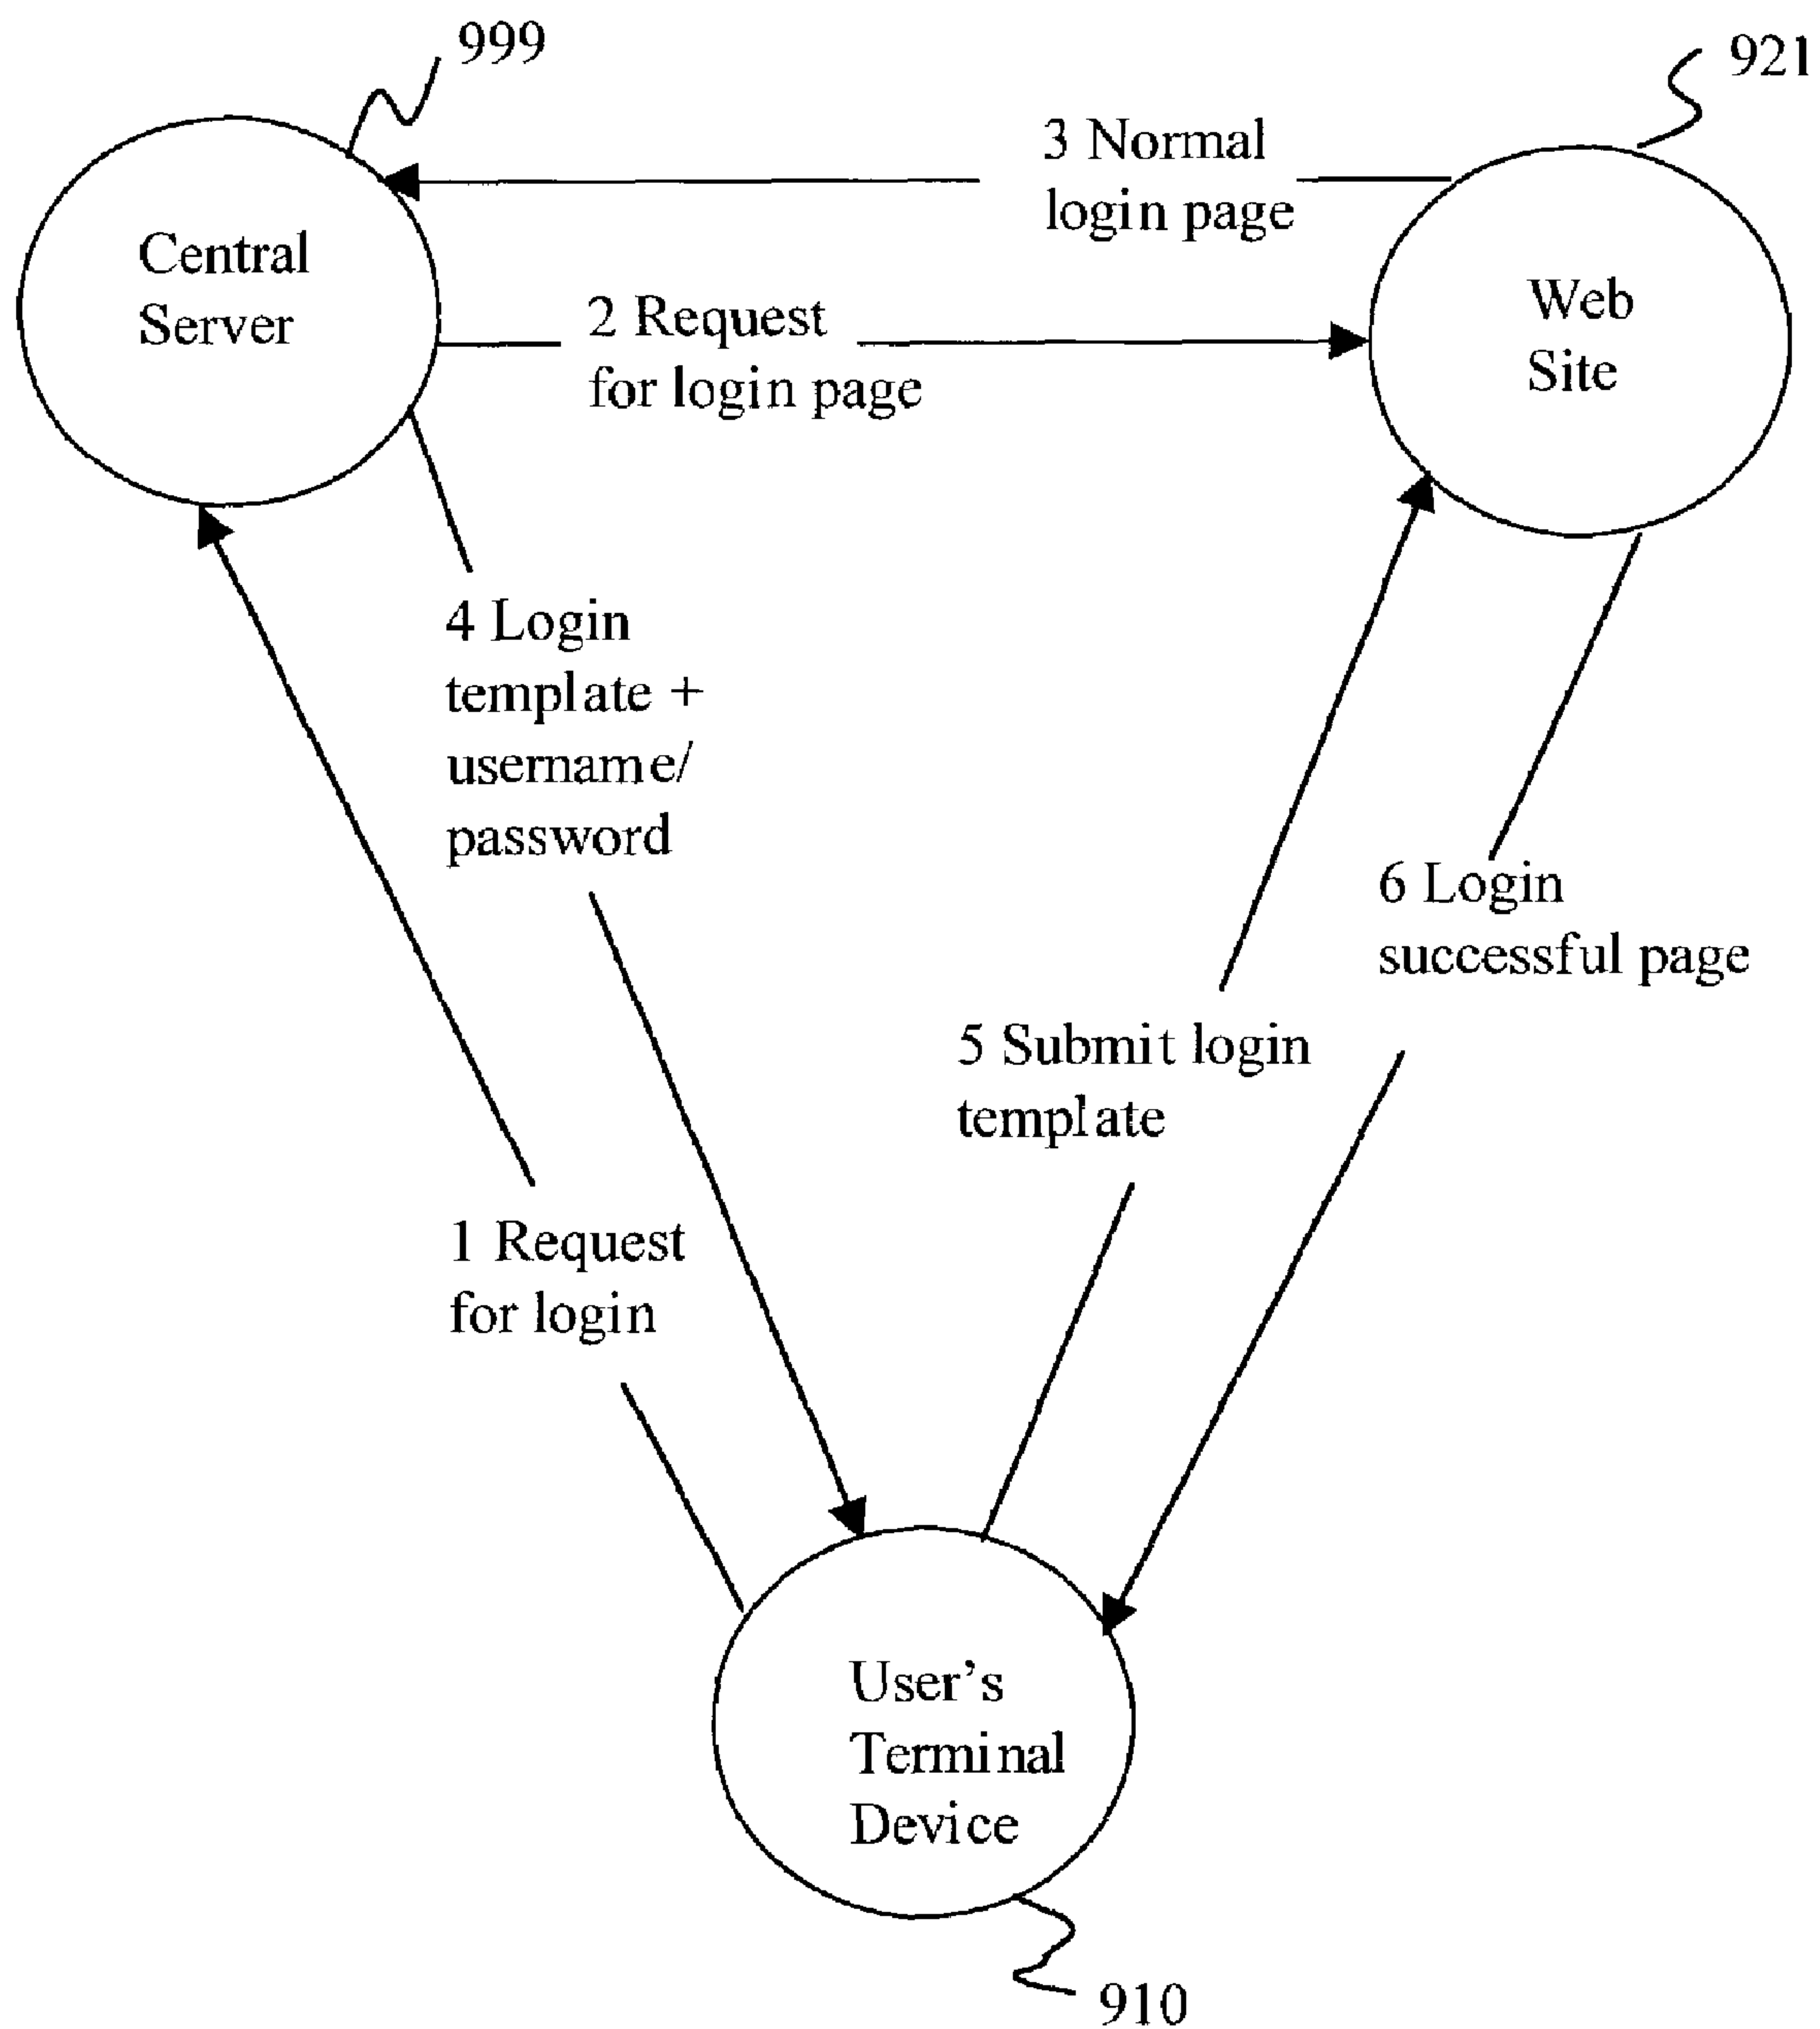 999
921
3 Normal
login page
Central
Server
2 Request
for login page
Web
Site
4 Login
template +
username/
password
6 Login
successful page
5 Submit login
template
1 Request
for login
User's
Terminal
Device
910